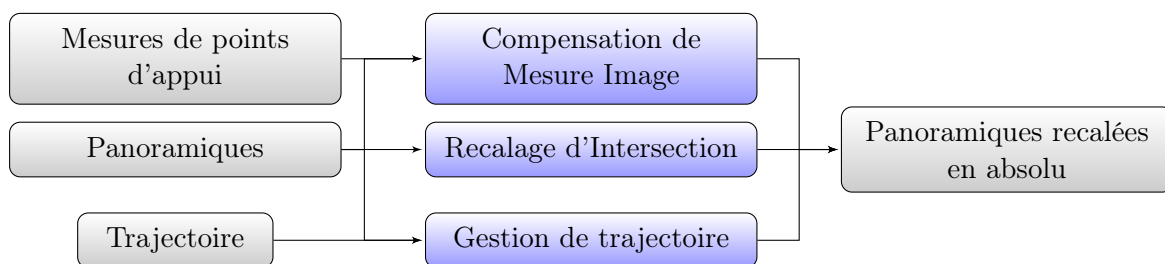 Mesures de points
d'appui
Compensation de
Mesure Image
Panoramiques
Recalage d'Intersection
Panoramiques recalées
en absolu
Trajectoire
Gestion de trajectoire